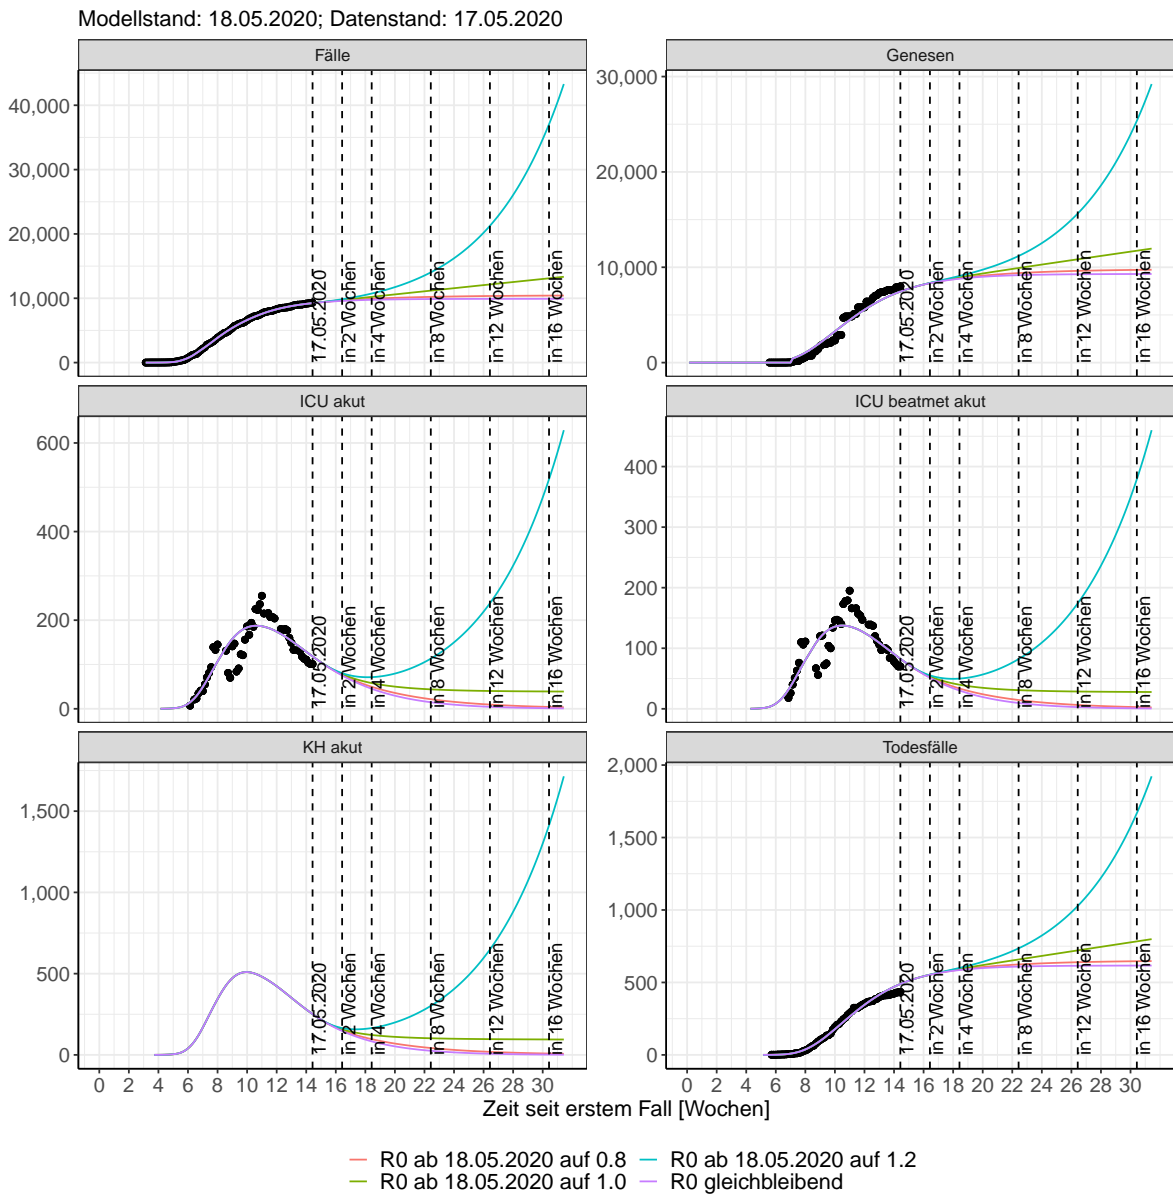 Modellstand: 18.05.2020; Datenstand: 17.05.2020
Fälle
Genesen
40,000
30,000
20,000
10,000
0
17.05.2020
in 2 Wochen
in 4 Wochen
in 8 Wochen
in 12 Wochen
in 16 Wochen
30,000
20,000
10,000
0
17.05.2020
in 2 Wochen
in 4 Wochen
in 8 Wochen
in 12 Wochen
in 16 Wochen
ICU akut
ICU beatmet akut
600
400
200
0
17.05.2020
in 2 Wochen
in 4 Wochen
in 8 Wochen
in 12 Wochen
in 16 Wochen
400
300
200
100
0
17.05.2020
in 2 Wochen
in 4 Wochen
in 8 Wochen
in 12 Wochen
in 16 Wochen
KH akut
Todesfälle
1,500
1,000
500
0
17.05.2020
in 2 Wochen
in 4 Wochen
in 8 Wochen
in 12 Wochen
in 16 Wochen
2,000
1,500
1,000
500
0
17.05.2020
in 2 Wochen
in 4 Wochen
in 8 Wochen
in 12 Wochen
in 16 Wochen
0 2 4 6 8 10 12 14 16 18 20 22 24 26 28 30
0 2 4 6 8 10 12 14 16 18 20 22 24 26 28 30
Zeit seit erstem Fall [Wochen]
R0 ab 18.05.2020 auf 0.8
R0 ab 18.05.2020 auf 1.2
R0 ab 18.05.2020 auf 1.0
R0 gleichbleibend